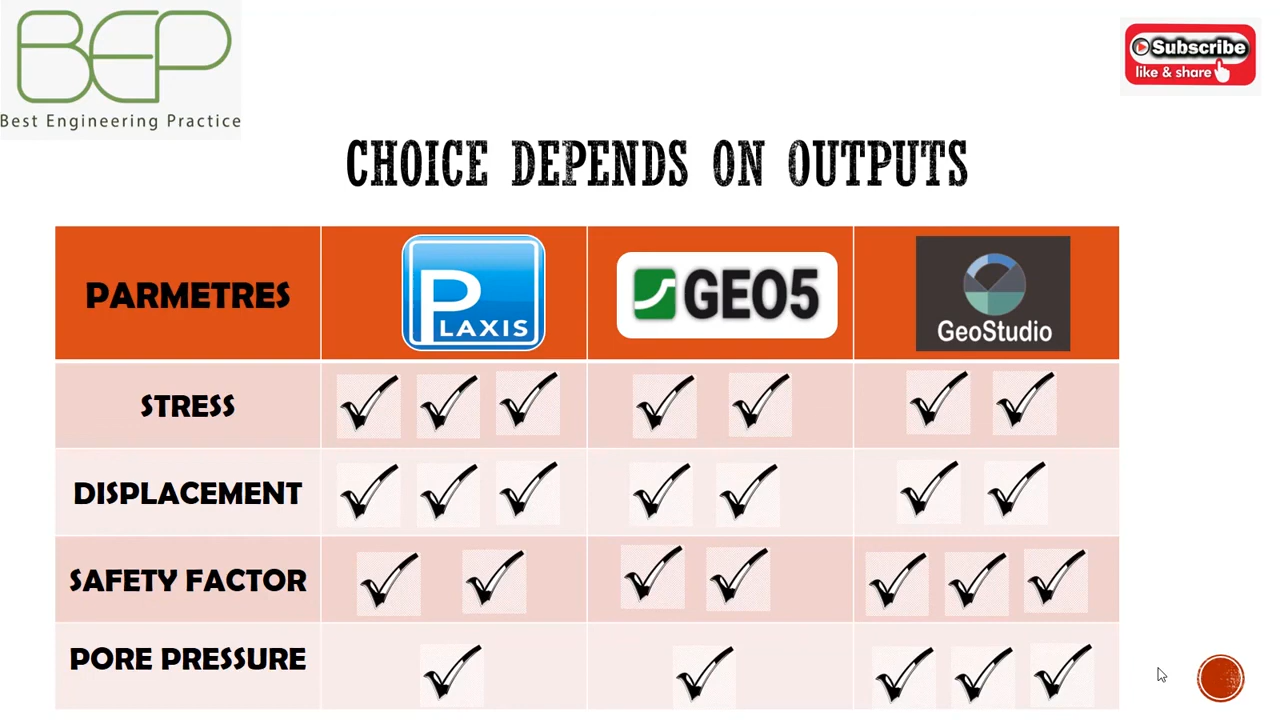 BEP
Best Engineering Practice
Subscribe
like & share
CHOICE DEPENDS ON OUTPUTS
PARMETRES
PLAXIS
GEO5
GeoStudio
STRESS
DISPLACEMENT
SAFETY FACTOR
PORE PRESSURE